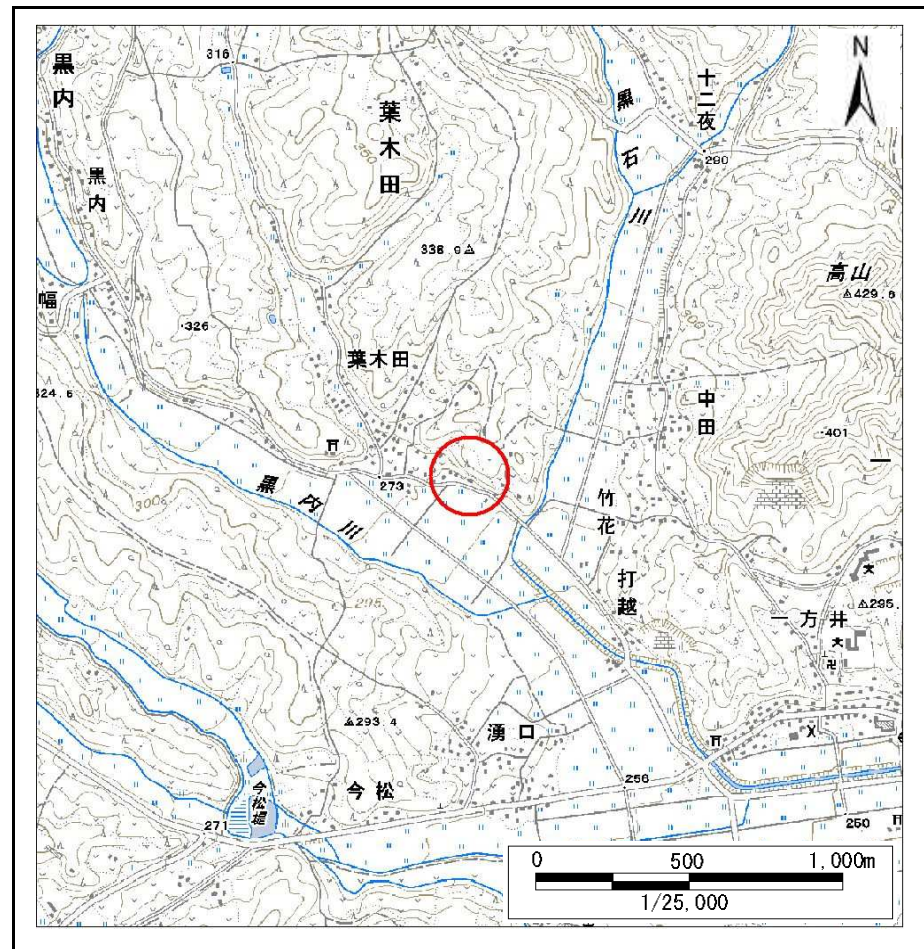 N
316
黒内
葉木田
350
黒石川
十二夜
290
黒内
338.9
高山
429.6
幅
326
葉木田
324.6
中田
401
一
300
273
竹花
黒内川
打越
295
295.
一方井
293.4
湧口
今松
256
今松堤
271
250
0 500 1,000m
1/25,000